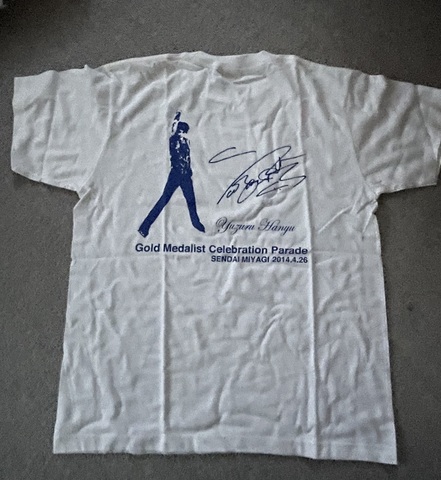 Yuzuru Hanyu
Gold Medalist Celebration Parade
SENDAI MIYAGI 2014.4.26